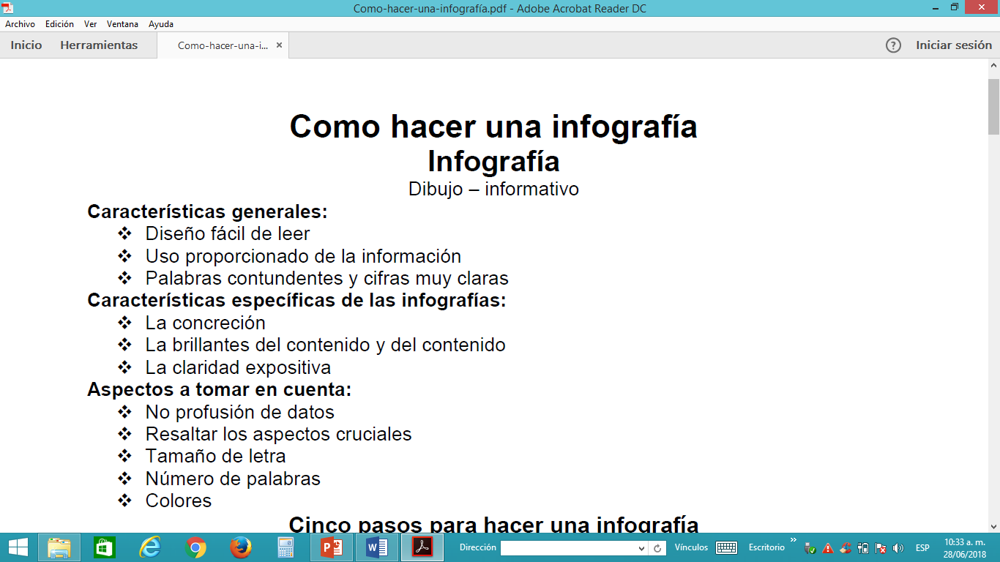 Como-hacer-una-infografía.pdf - Adobe Acrobat Reader DC
Archivo Edición Ver Ventana Ayuda
Inicio Herramientas Como-hacer-una-i... Iniciar sesión
Como hacer una infografía
Infografía
Dibujo – informativo
Características generales:
❖ Diseño fácil de leer
❖ Uso proporcionado de la información
❖ Palabras contundentes y cifras muy claras
Características específicas de las infografías:
❖ La concreción
❖ La brillantes del contenido y del contenido
❖ La claridad expositiva
Aspectos a tomar en cuenta:
❖ No profusión de datos
❖ Resaltar los aspectos cruciales
❖ Tamaño de letra
❖ Número de palabras
❖ Colores
Cinco pasos para hacer una infografía
Dirección Vínculos Escritorio ESP 10:33 a. m.
28/06/2018